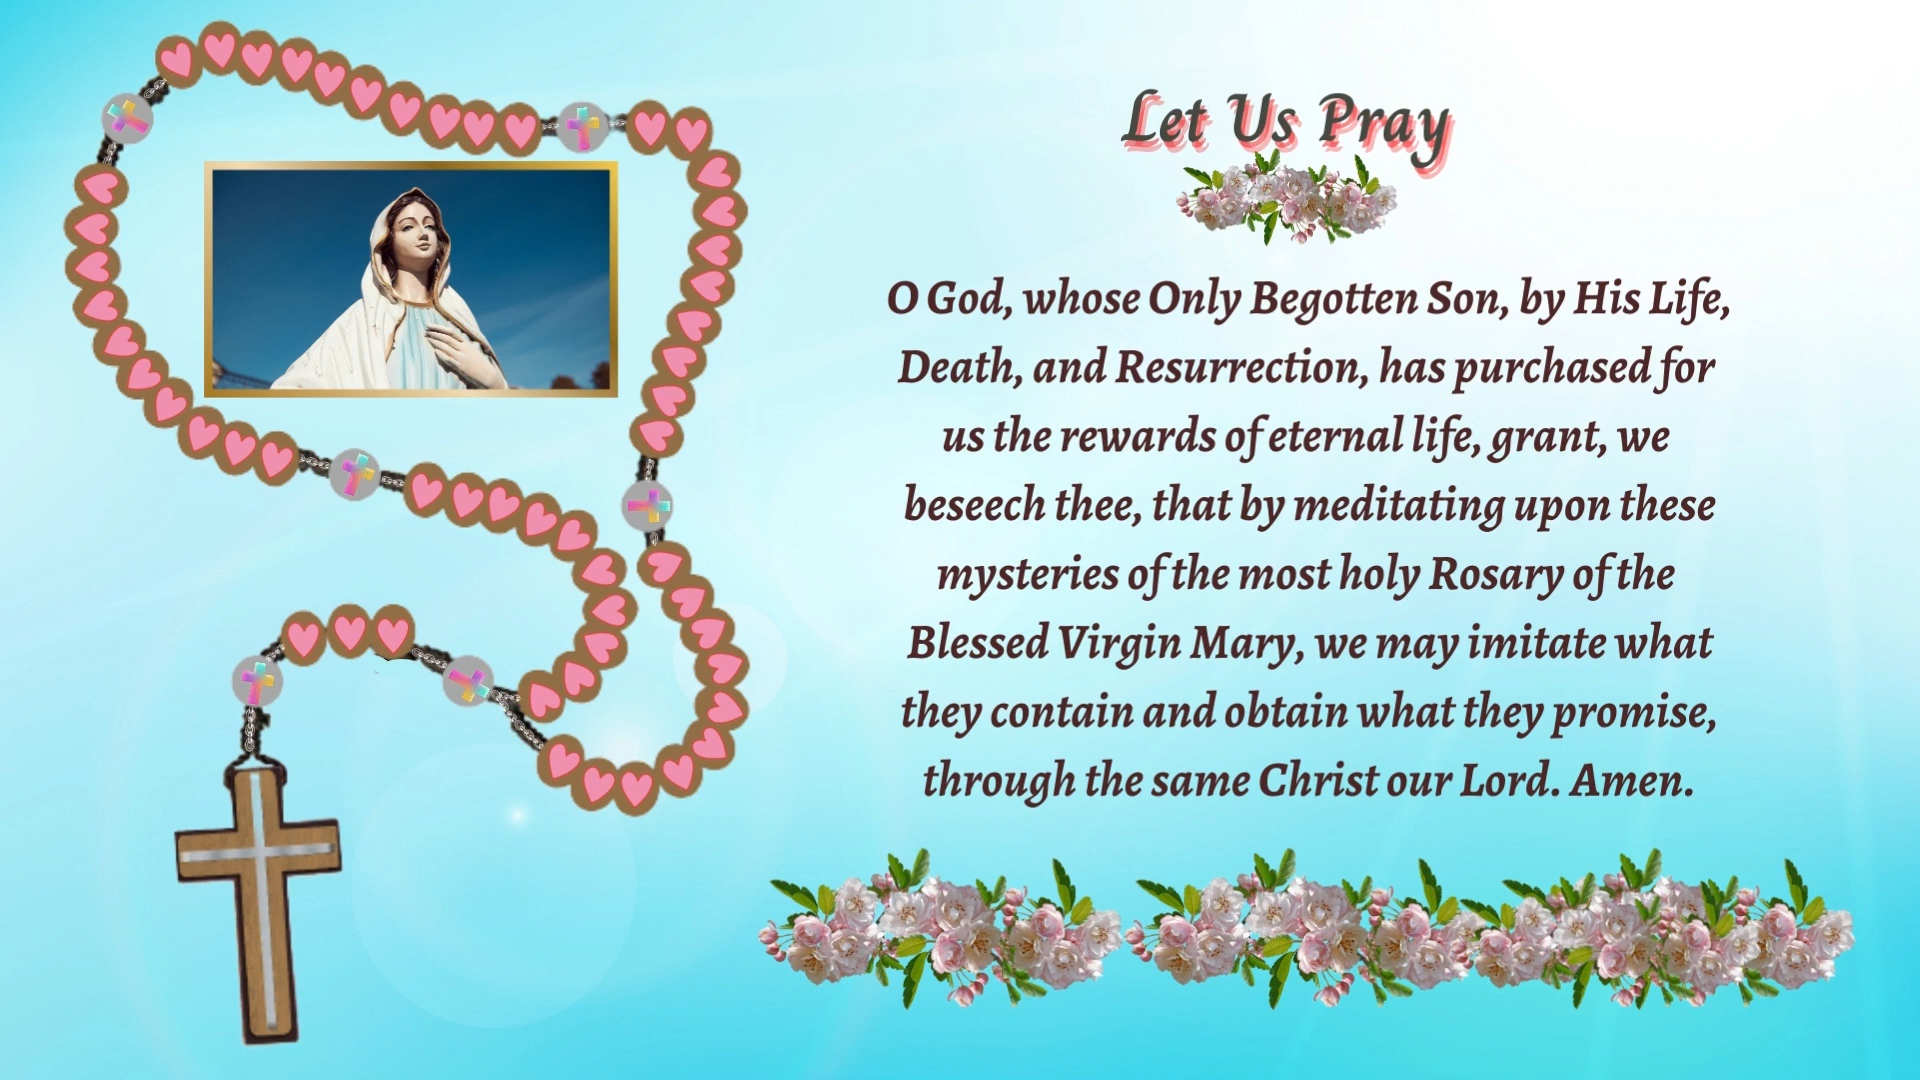 Let Us Pray
O God, whose Only Begotten Son, by His Life,
Death, and Resurrection, has purchased for
us the rewards of eternal life, grant, we
beseech thee, that by meditating upon these
mysteries of the most holy Rosary of the
Blessed Virgin Mary, we may imitate what
they contain and obtain what they promise,
through the same Christ our Lord. Amen.